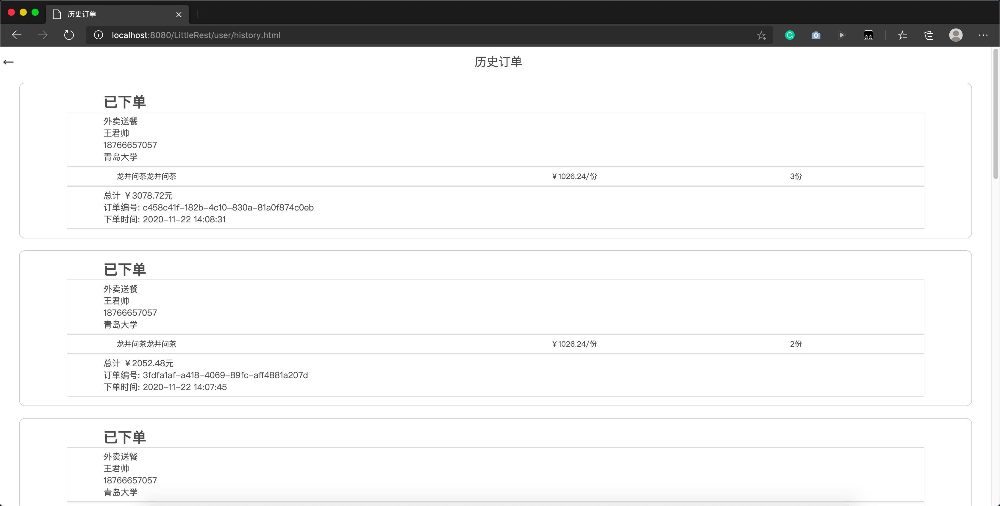 历史订单
localhost:8080/LittleRest/user/history.html
历史订单
已下单
外卖送餐
王君帅
18766657057
青岛大学
龙井问茶龙井问茶 ￥1026.24/份 3份
总计 ￥3078.72元
订单编号: c458c41f-182b-4c10-830a-81a0f874c0eb
下单时间: 2020-11-22 14:08:31
已下单
外卖送餐
王君帅
18766657057
青岛大学
龙井问茶龙井问茶 ￥1026.24/份 2份
总计 ￥2052.48元
订单编号: 3fdfa1af-a418-4069-89fc-aff4881a207d
下单时间: 2020-11-22 14:07:45
已下单
外卖送餐
王君帅
18766657057
青岛大学